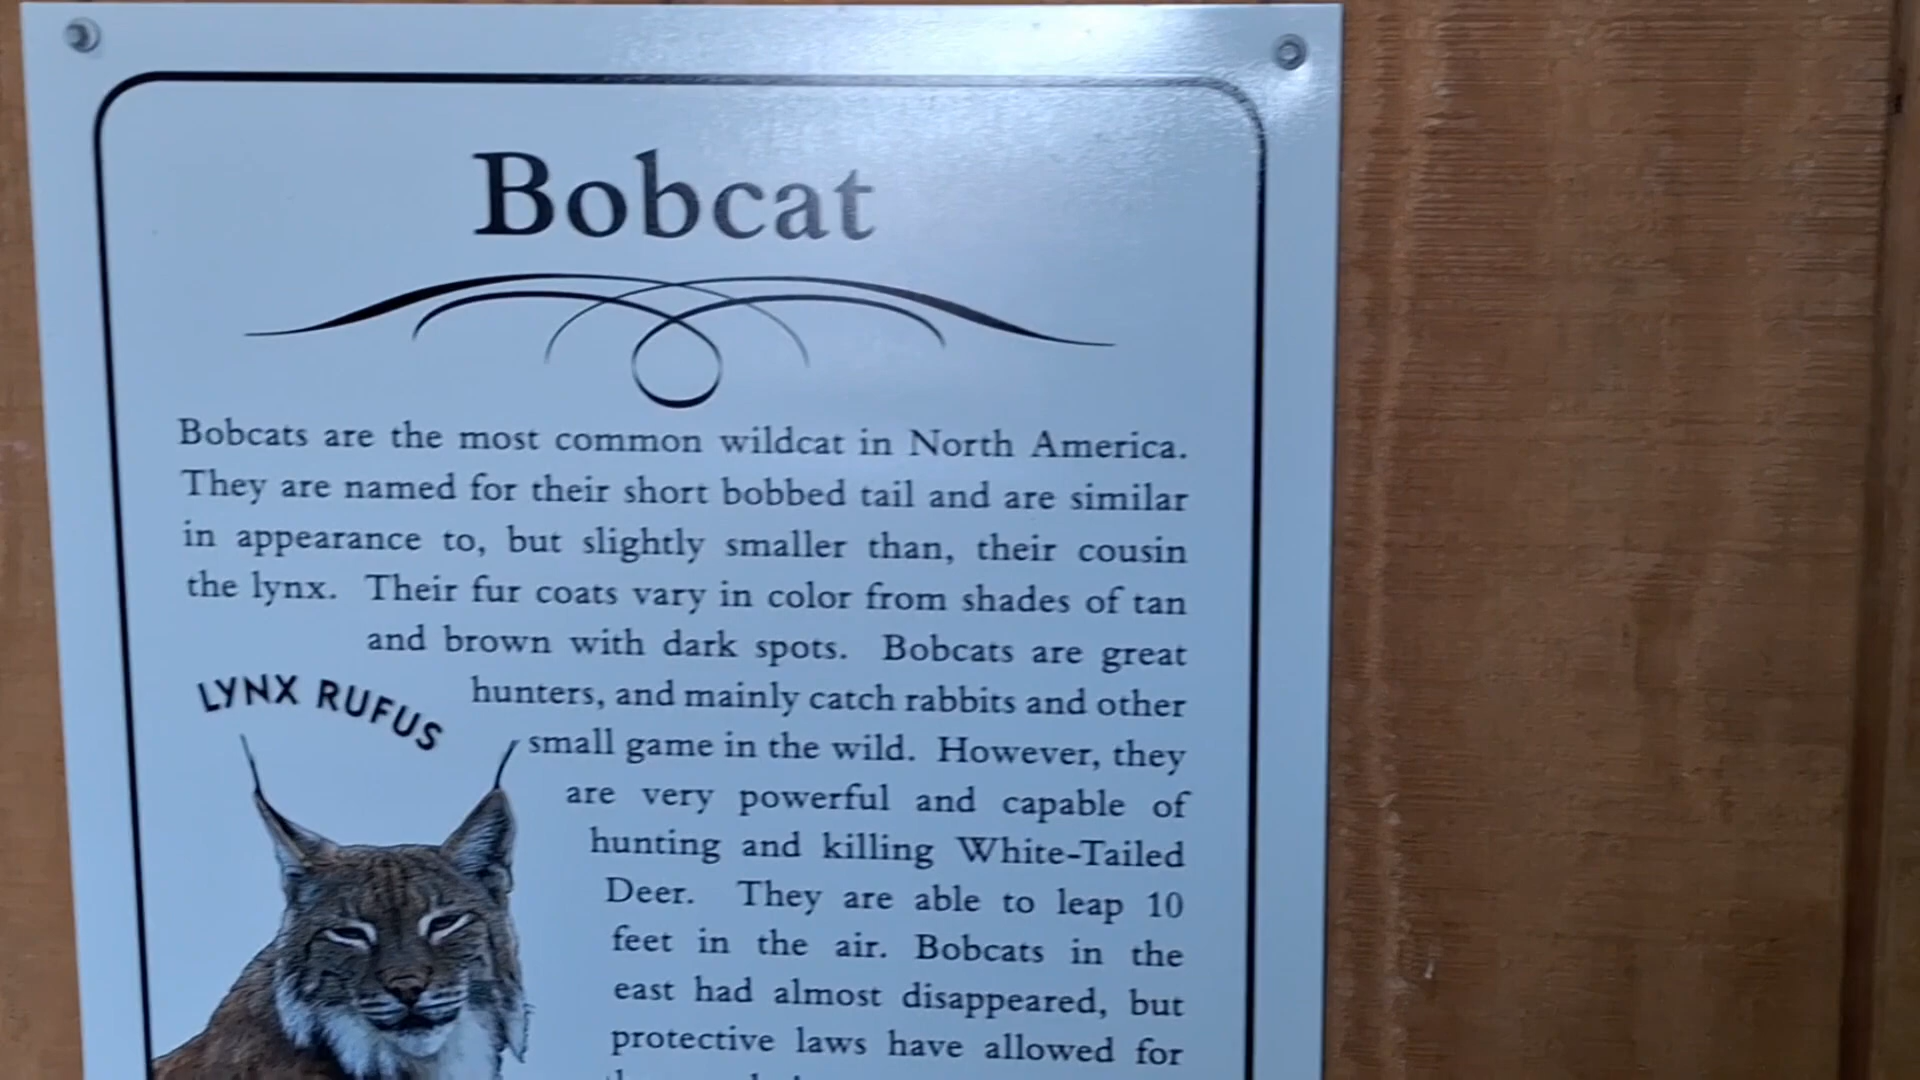 Bobcat
Bobcats are the most common wildcat in North America.
They are named for their short bobbed tail and are similar
in appearance to, but slightly smaller than, their cousin
the lynx. Their fur coats vary in color from shades of tan
and brown with dark spots. Bobcats are great
hunters, and mainly catch rabbits and other
small game in the wild. However, they
are very powerful and capable of
hunting and killing White-Tailed
Deer. They are able to leap 10
feet in the air. Bobcats in the
east had almost disappeared, but
protective laws have allowed for
LYNX RUFUS